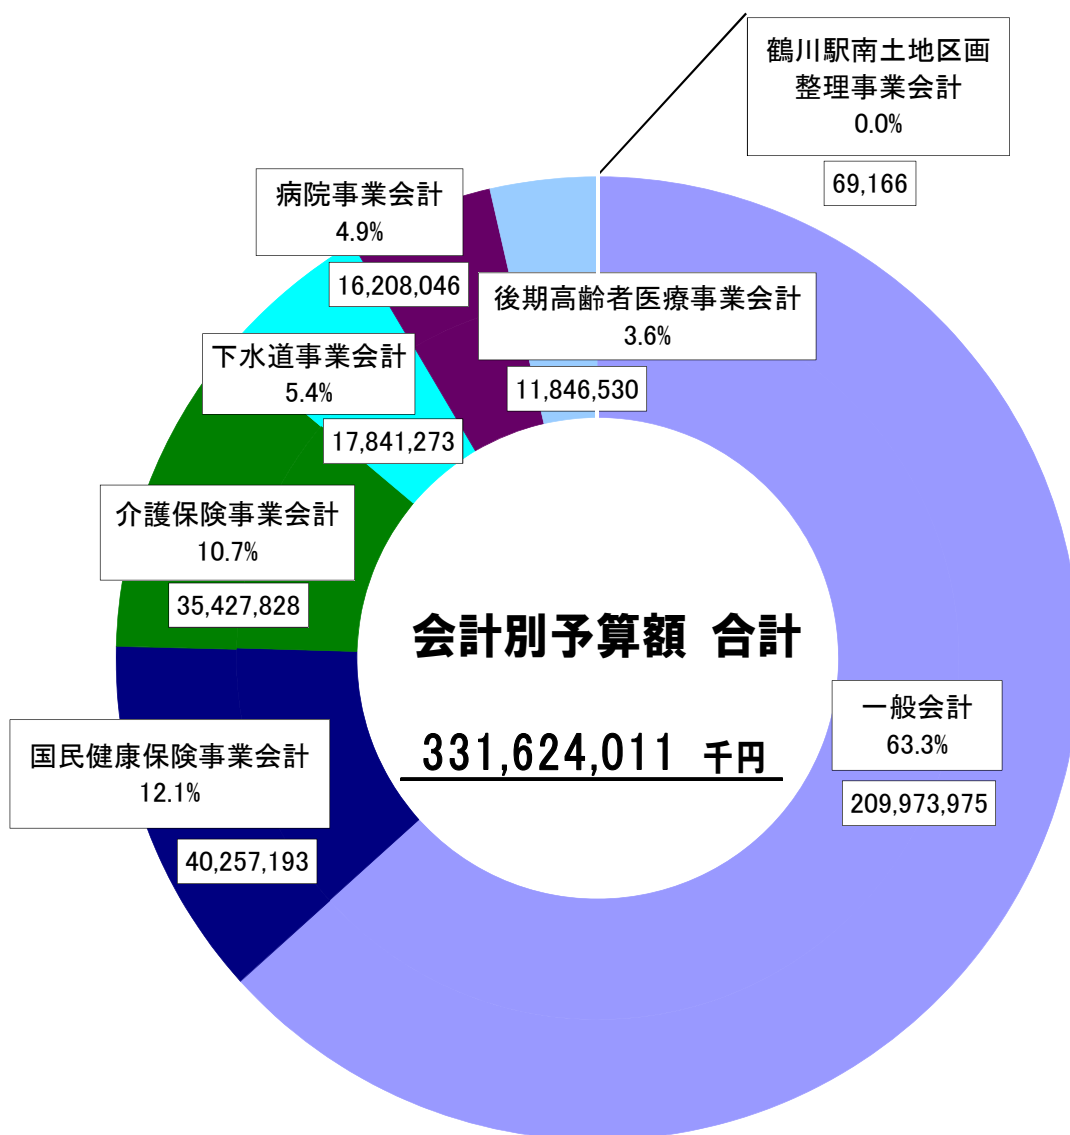 鶴川駅南土地区画
整理事業会計
0.0%
69,166
病院事業会計
4.9%
16,208,046
後期高齢者医療事業会計
3.6%
11,846,530
下水道事業会計
5.4%
17,841,273
介護保険事業会計
10.7%
35,427,828
会計別予算額 合計
331,624,011 千円
一般会計
63.3%
209,973,975
国民健康保険事業会計
12.1%
40,257,193